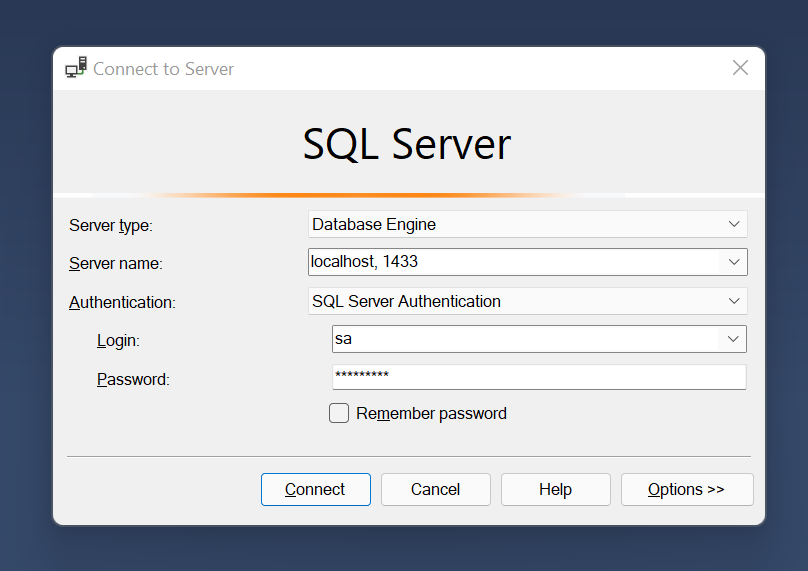 Connect to Server
SQL Server
Server type: Database Engine
Server name: localhost, 1433
Authentication: SQL Server Authentication
Login: sa
Password: *********
Remember password
Connect Cancel Help Options >>